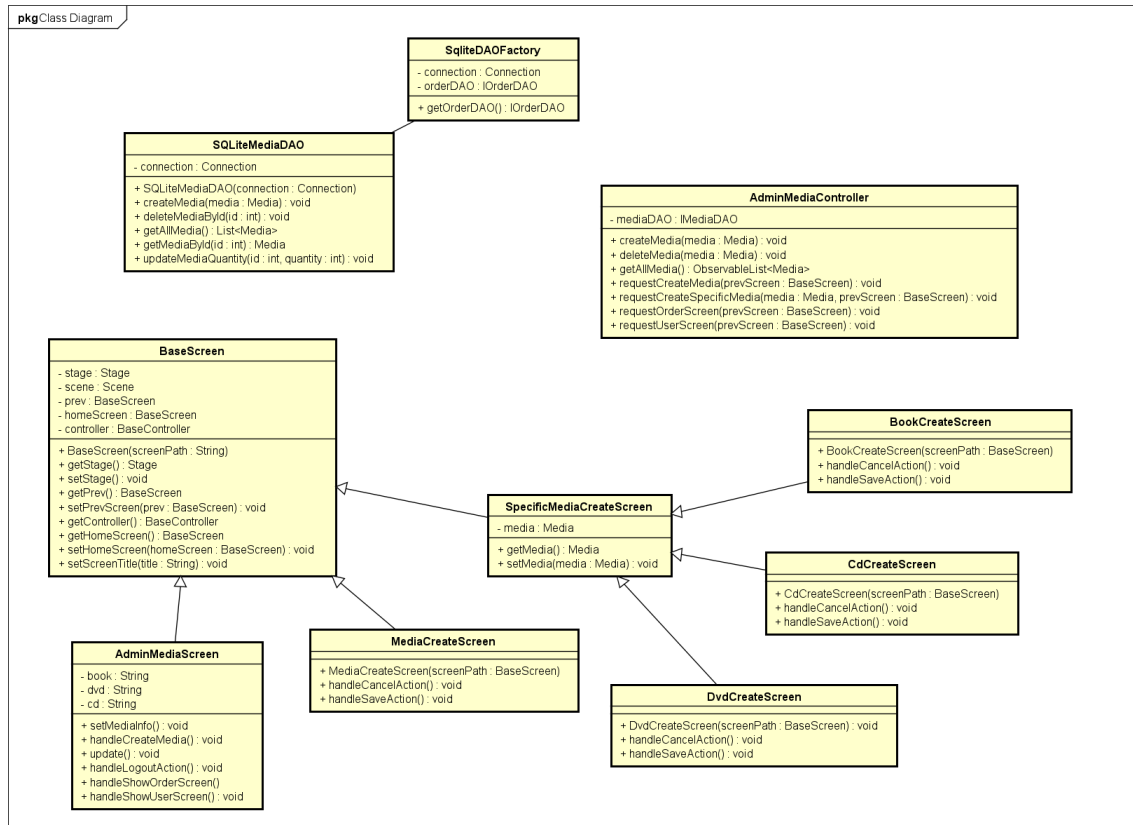 pkg Class Diagram
SqliteDAOFactory
- connection : Connection
- orderDAO : IOrderDAO
+ getOrderDAO() : IOrderDAO
SQLiteMediaDAO
- connection : Connection
+ SQLiteMediaDAO(connection : Connection)
+ createMedia(media : Media) : void
+ deleteMediaById(id : int) : void
+ getAllMedia() : List<Media>
+ getMediaById(id : int) : Media
+ updateMediaQuantity(id : int, quantity : int) : void
AdminMediaController
- mediaDAO : IMediaDAO
+ createMedia(media : Media) : void
+ deleteMedia(media : Media) : void
+ getAllMedia() : ObservableList<Media>
+ requestCreateMedia(prevScreen : BaseScreen) : void
+ requestCreateSpecificMedia(media : Media, prevScreen : BaseScreen) : void
+ requestOrderScreen(prevScreen : BaseScreen) : void
+ requestUserScreen(prevScreen : BaseScreen) : void
BaseScreen
- stage : Stage
- scene : Scene
- prev : BaseScreen
- homeScreen : BaseScreen
- controller : BaseController
+ BaseScreen(screenPath : String)
+ getStage() : Stage
+ setStage() : void
+ getPrev() : BaseScreen
+ setPrevScreen(prev : BaseScreen) : void
+ getController() : BaseController
+ getHomeScreen() : BaseScreen
+ setHomeScreen(homeScreen : BaseScreen) : void
+ setScreenTitle(title : String) : void
BookCreateScreen
+ BookCreateScreen(screenPath : BaseScreen)
+ handleCancelAction() : void
+ handleSaveAction() : void
SpecificMediaCreateScreen
- media : Media
+ getMedia() : Media
+ setMedia(media : Media) : void
CdCreateScreen
+ CdCreateScreen(screenPath : BaseScreen)
+ handleCancelAction() : void
+ handleSaveAction() : void
MediaCreateScreen
+ MediaCreateScreen(screenPath : BaseScreen)
+ handleCancelAction() : void
+ handleSaveAction() : void
AdminMediaScreen
- book : String
- dvd : String
- cd : String
+ setMediaInfo() : void
+ handleCreateMedia() : void
+ update() : void
+ handleLogoutAction() : void
+ handleShowOrderScreen()
+ handleShowUserScreen() : void
DvdCreateScreen
+ DvdCreateScreen(screenPath : BaseScreen) : void
+ handleCancelAction() : void
+ handleSaveAction() : void